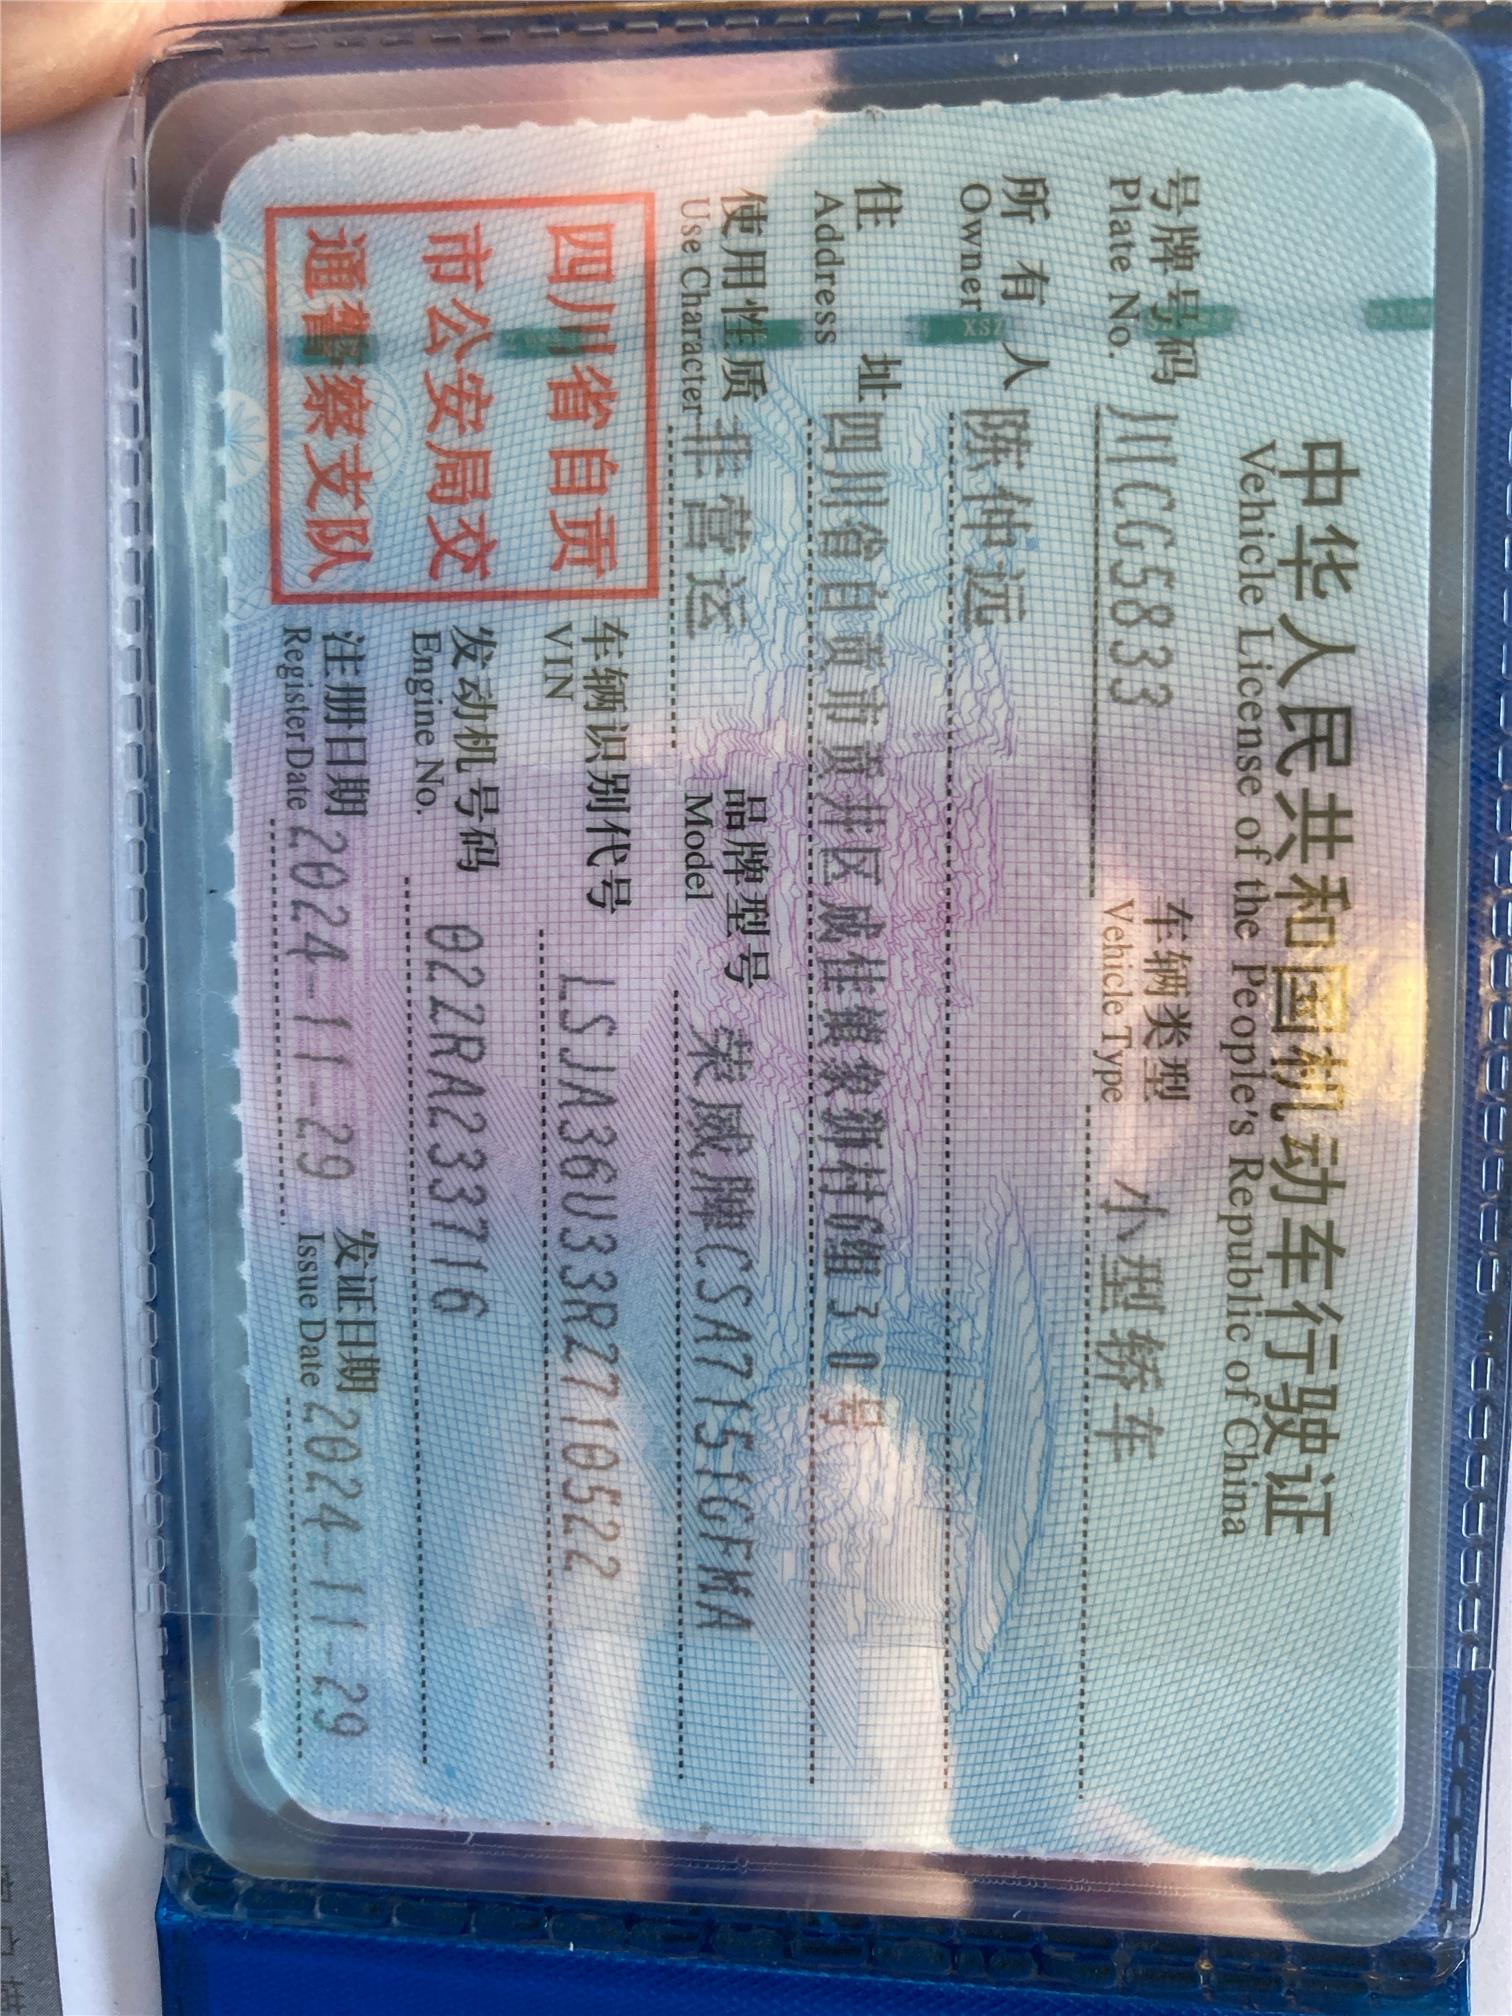 中华人民共和国机动车行驶证
Vehicle License of the People's Republic of China
号牌号码 川CG5833 车辆类型 小型轿车
Plate No. Vehicle Type
所有人 陈仲远
Owner
住址 四川省自贡市贡井区成佳镇象狮村6组30号
Address
使用性质 非营运 品牌型号 荣威牌CSA7151GFMA
Use Character Model
四川省自贡
市公安局交
通警察支队
车辆识别代号 LSJA36U33RZ710522
VIN
发动机号码 022RA233716
Engine No.
注册日期 2024-11-29 发证日期 2024-11-29
Register Date Issue Date
XSZ